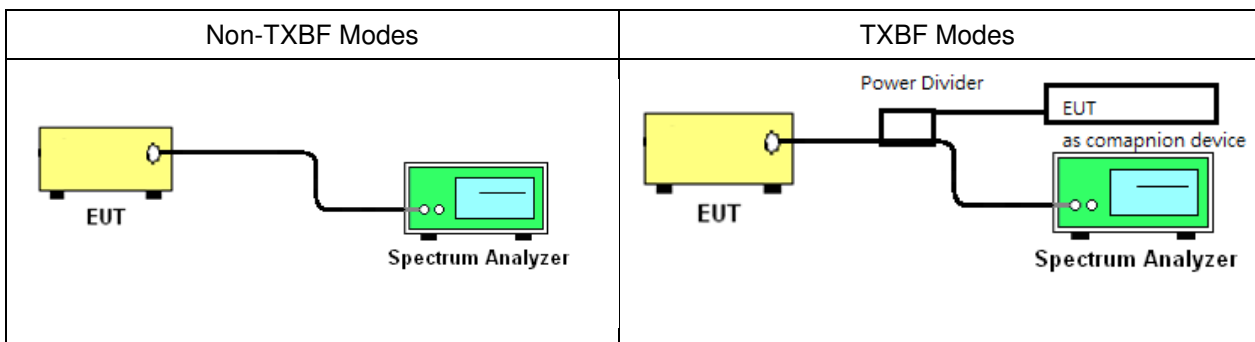 Non-TXBF Modes
TXBF Modes
EUT
Spectrum Analyzer
Power Divider
EUT
as comapnion device
EUT
Spectrum Analyzer